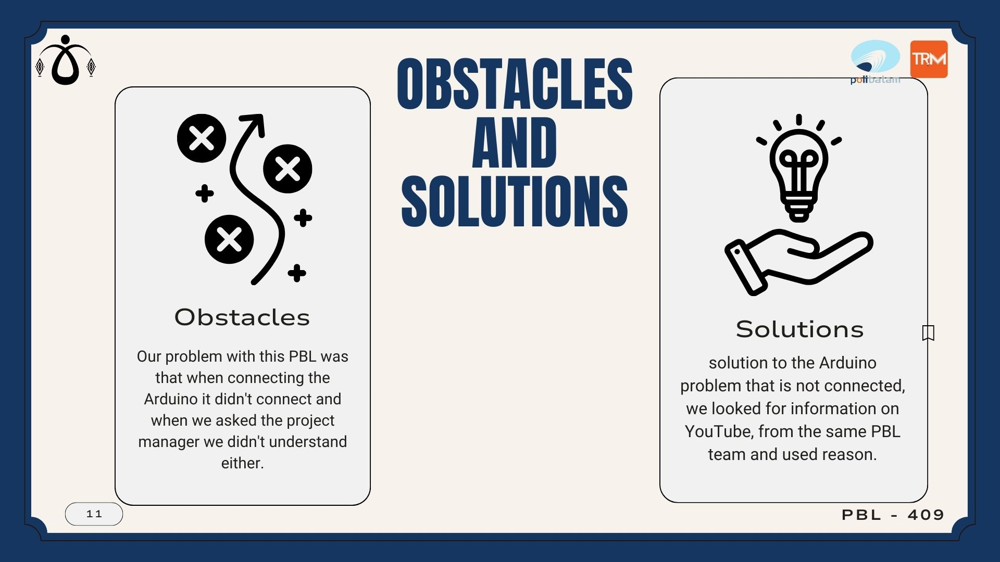 polibatam
TRM
OBSTACLES
AND
SOLUTIONS
Obstacles
Our problem with this PBL was
that when connecting the
Arduino it didn't connect and
when we asked the project
manager we didn't understand
either.
Solutions
solution to the Arduino
problem that is not connected,
we looked for information on
YouTube, from the same PBL
team and used reason.
11
PBL - 409